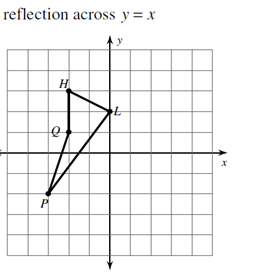 reflection across y = x
y
H
L
Q
x
P